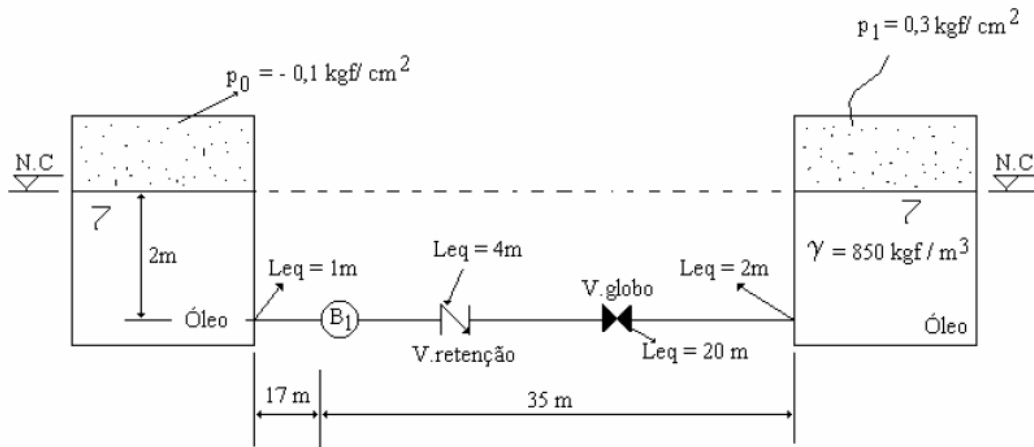 p₁ = 0,3 kgf/ cm²
p₀ = - 0,1 kgf/ cm²
N.C
N.C
2m
Leq = 1m
Leq = 4m
V.globo
Leq = 2m
γ = 850 kgf / m³
Óleo
B₁
V.retenção
Leq = 20 m
Óleo
17 m
35 m